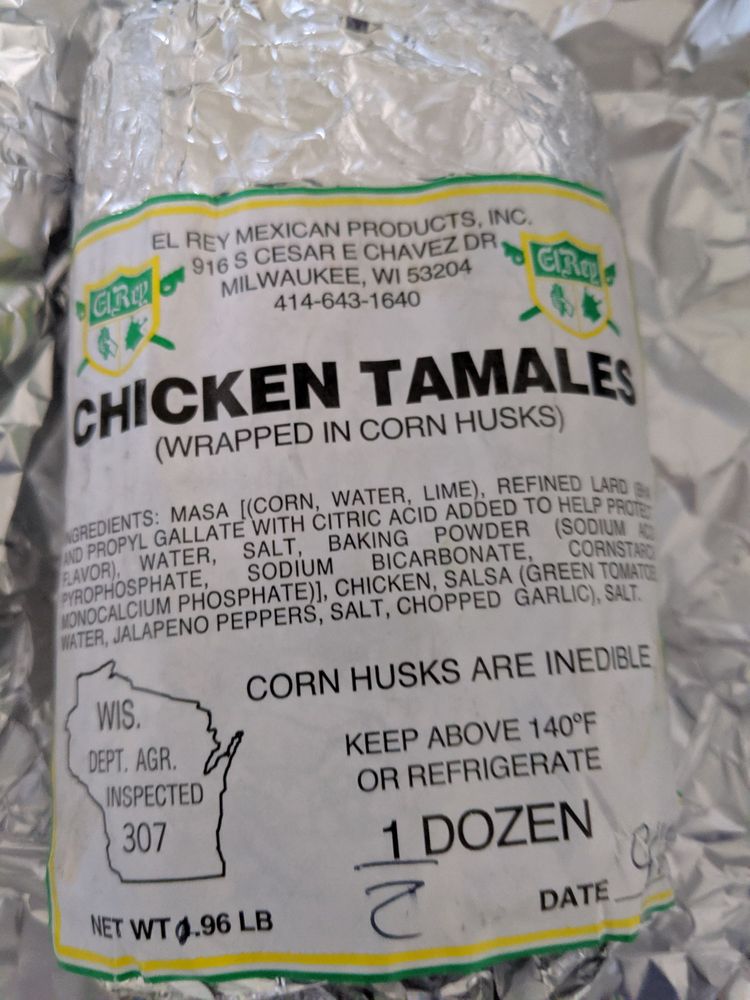 EL REY MEXICAN PRODUCTS, INC.
916 S CESAR E CHAVEZ DR
MILWAUKEE, WI 53204
414-643-1640
El Rey
El Rey
CHICKEN TAMALES
(WRAPPED IN CORN HUSKS)
INGREDIENTS: MASA [(CORN, WATER, LIME), REFINED LARD (BHA
AND PROPYL GALLATE WITH CITRIC ACID ADDED TO HELP PROTECT
FLAVOR), WATER, SALT, BAKING POWDER (SODIUM ACID
PYROPHOSPHATE, SODIUM BICARBONATE, CORNSTARCH
MONOCALCIUM PHOSPHATE)], CHICKEN, SALSA (GREEN TOMATOES
WATER, JALAPENO PEPPERS, SALT, CHOPPED GARLIC), SALT.
CORN HUSKS ARE INEDIBLE
WIS.
DEPT. AGR.
INSPECTED
307
KEEP ABOVE 140ºF
OR REFRIGERATE
1 DOZEN
2
NET WT .96 LB
DATE